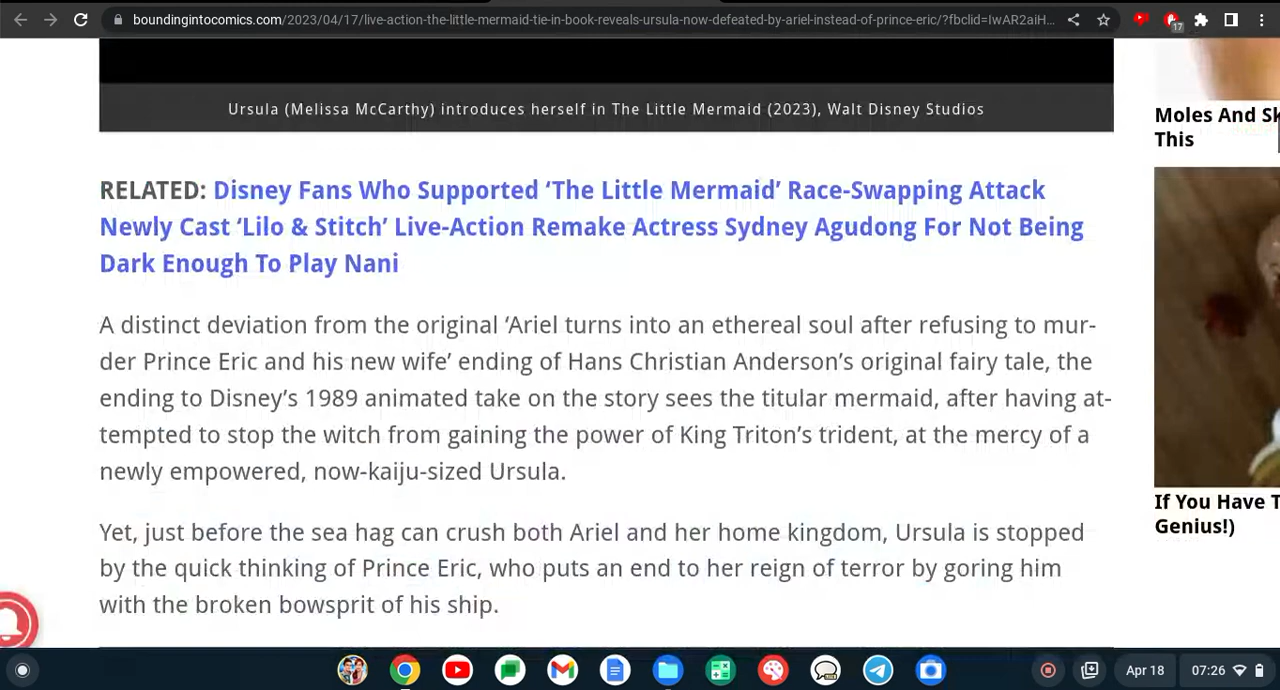 boundingintocomics.com/2023/04/17/live-action-the-little-mermaid-tie-in-book-reveals-ursula-now-defeated-by-ariel-instead-of-prince-eric/?fbclid=IwAR2aiH...
17
Ursula (Melissa McCarthy) introduces herself in The Little Mermaid (2023), Walt Disney Studios
Moles And Sk
This
RELATED: Disney Fans Who Supported ‘The Little Mermaid’ Race-Swapping Attack
Newly Cast ‘Lilo & Stitch’ Live-Action Remake Actress Sydney Agudong For Not Being
Dark Enough To Play Nani
A distinct deviation from the original ‘Ariel turns into an ethereal soul after refusing to mur-
der Prince Eric and his new wife’ ending of Hans Christian Anderson’s original fairy tale, the
ending to Disney’s 1989 animated take on the story sees the titular mermaid, after having at-
tempted to stop the witch from gaining the power of King Triton’s trident, at the mercy of a
newly empowered, now-kaiju-sized Ursula.
If You Have T
Genius!)
Yet, just before the sea hag can crush both Ariel and her home kingdom, Ursula is stopped
by the quick thinking of Prince Eric, who puts an end to her reign of terror by goring him
with the broken bowsprit of his ship.
Apr 18
07:26